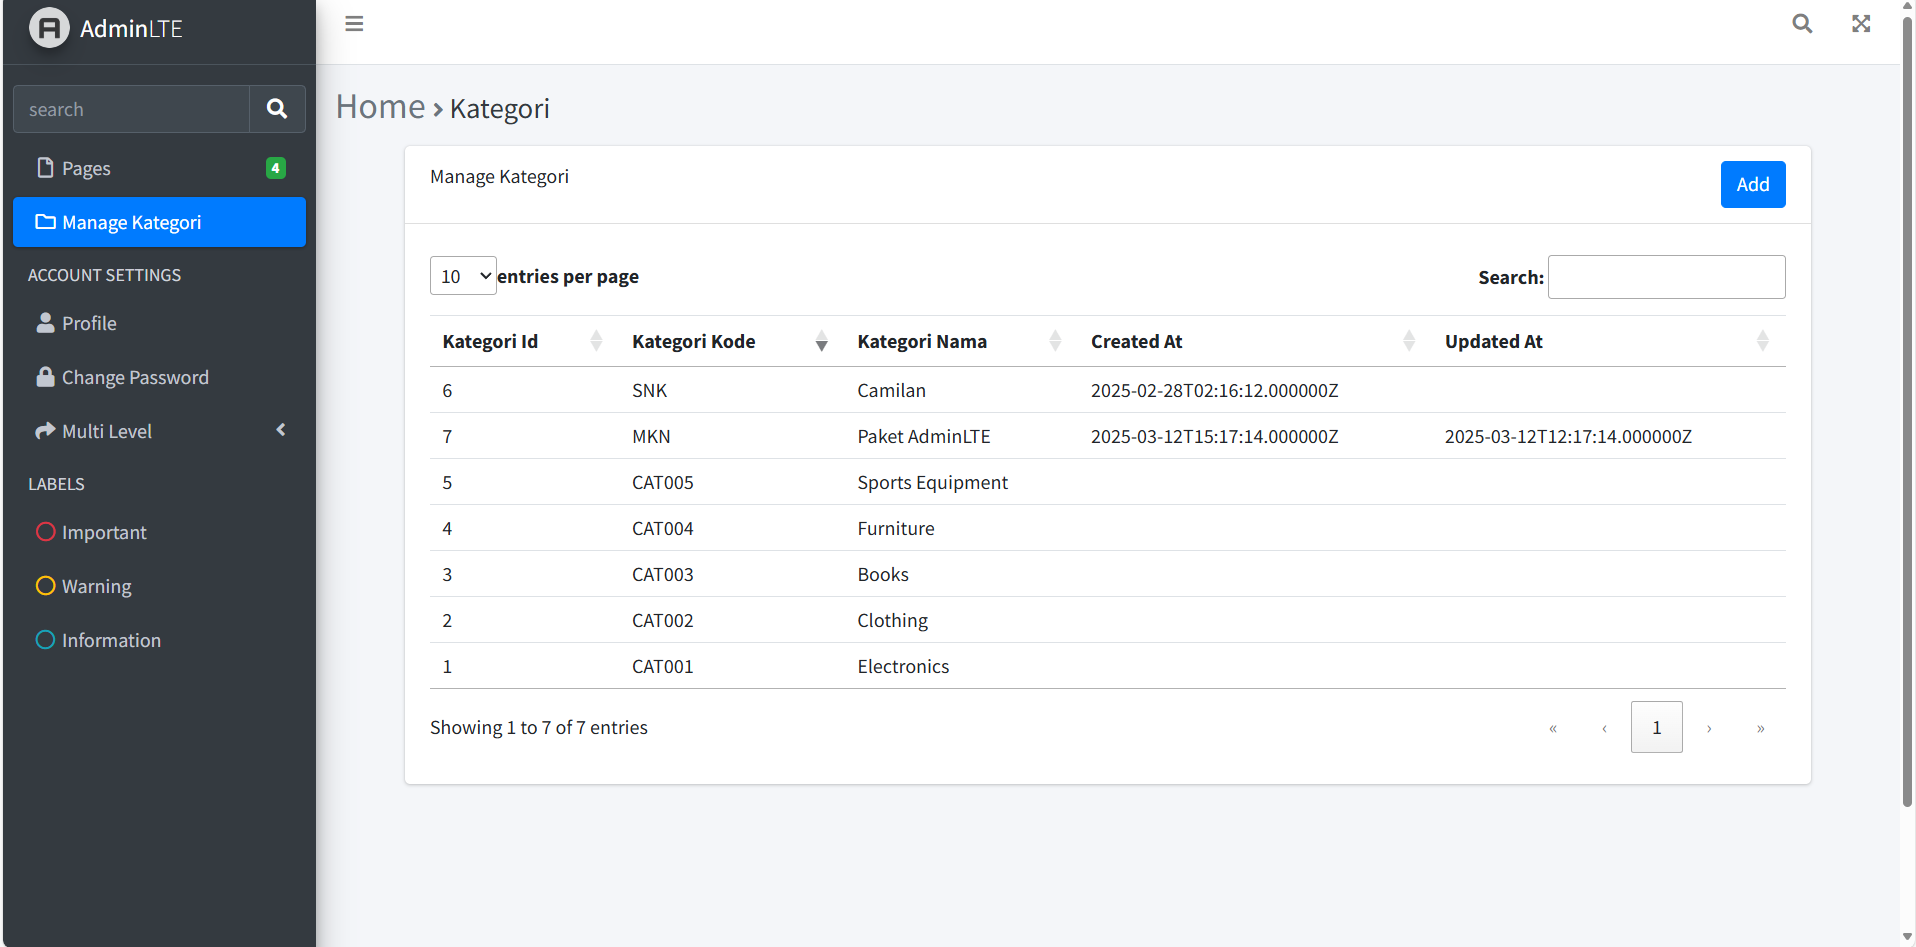 AdminLTE
search
Pages 4
Manage Kategori
ACCOUNT SETTINGS
Profile
Change Password
Multi Level
LABELS
Important
Warning
Information
Home › Kategori
Manage Kategori Add
10 entries per page Search:
Kategori Id Kategori Kode Kategori Nama Created At Updated At
6 SNK Camilan 2025-02-28T02:16:12.000000Z
7 MKN Paket AdminLTE 2025-03-12T15:17:14.000000Z 2025-03-12T12:17:14.000000Z
5 CAT005 Sports Equipment
4 CAT004 Furniture
3 CAT003 Books
2 CAT002 Clothing
1 CAT001 Electronics
Showing 1 to 7 of 7 entries « ‹ 1 › »